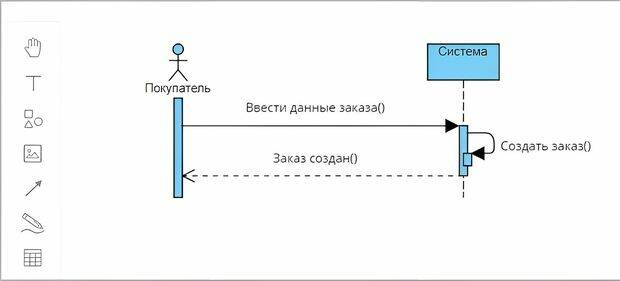 Система
Покупатель
Ввести данные заказа()
Создать заказ()
Заказ создан()